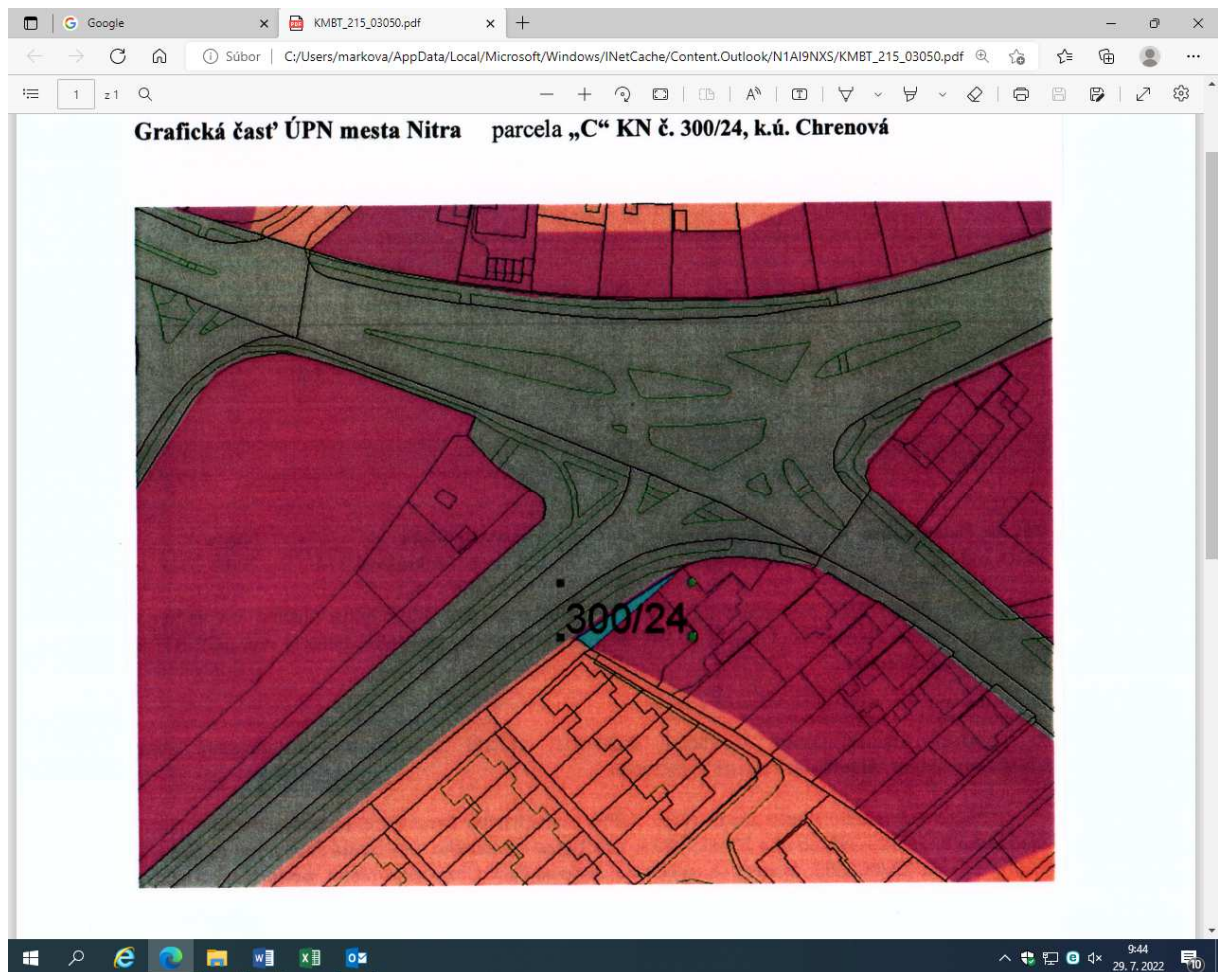 Google
KMBT_215_03050.pdf
Súbor
C:/Users/markova/AppData/Local/Microsoft/Windows/INetCache/Content.Outlook/N1AI9NXS/KMBT_215_03050.pdf
1 z 1
Grafická časť ÚPN mesta Nitra parcela „C“ KN č. 300/24, k.ú. Chrenová
300/24
9:44
29. 7. 2022
10